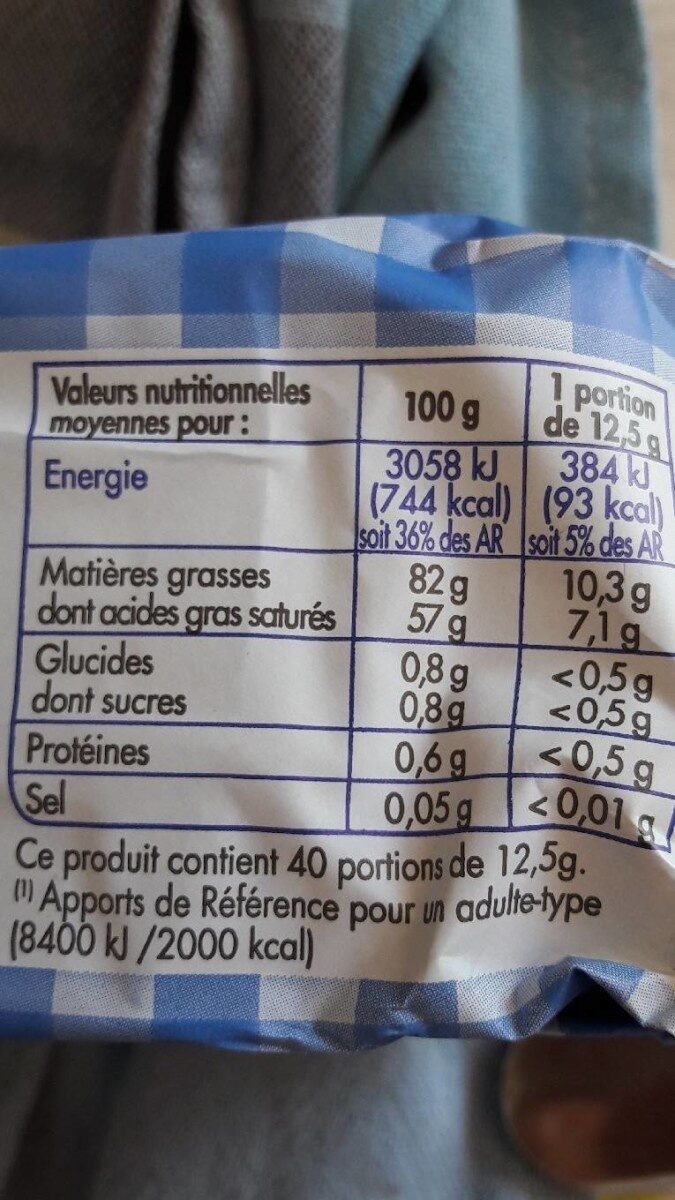 Valeurs nutritionnelles
moyennes pour :
100 g
1 portion
de 12,5 g
Energie
3058 kJ
(744 kcal)
soit 36% des AR
384 kJ
(93 kcal)
soit 5% des AR
Matières grasses
82 g
10,3 g
dont acides gras saturés
57 g
7,1 g
Glucides
0,8 g
<0,5 g
dont sucres
0,8 g
<0,5 g
Protéines
0,6 g
<0,5 g
Sel
0,05 g
<0,01 g
Ce produit contient 40 portions de 12,5g.
(1) Apports de Référence pour un adulte-type
(8400 kJ /2000 kcal)